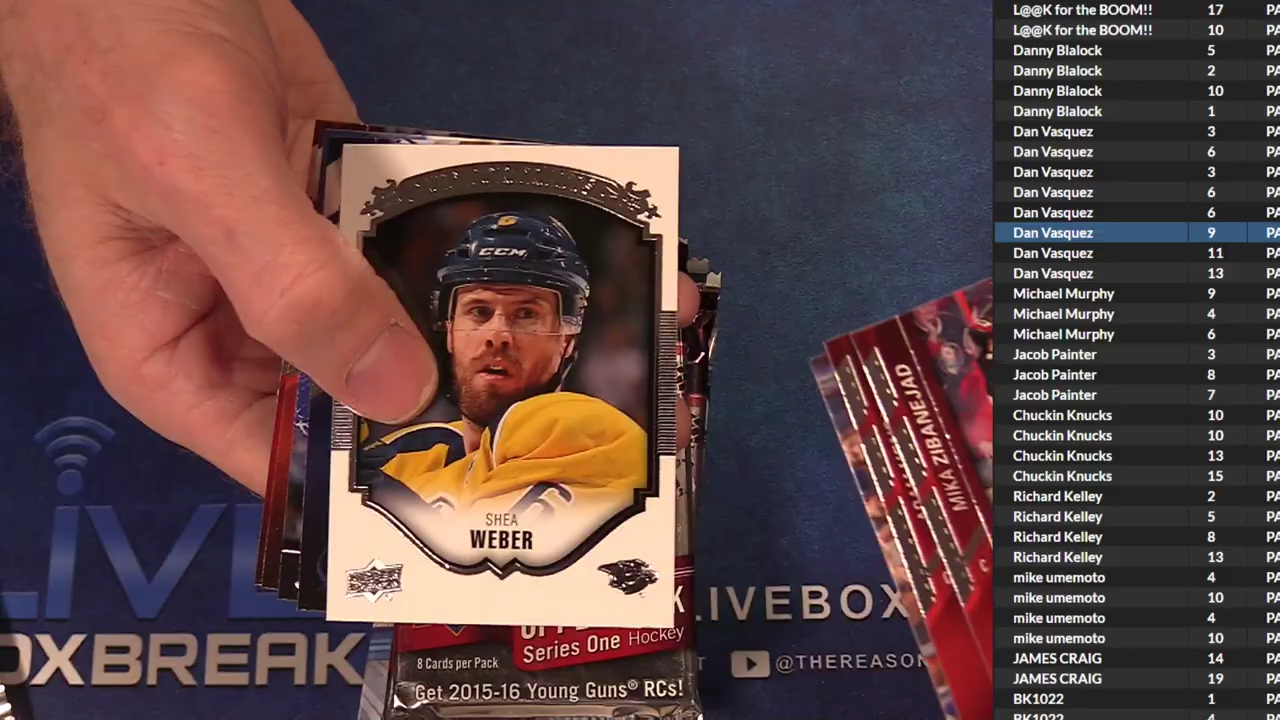 CCM
6
SHEA
WEBER
MIKA ZIBANEJAD
Series One Hockey
8 Cards per Pack
Get 2015-16 Young Guns® RCs!
LiVE
OXBREAK
LIVEBOX
@THEREASON
L@@K for the BOOM!! 17 PA
L@@K for the BOOM!! 10 PA
Danny Blalock 5 PA
Danny Blalock 2 PA
Danny Blalock 10 PA
Danny Blalock 1 PA
Dan Vasquez 3 PA
Dan Vasquez 6 PA
Dan Vasquez 3 PA
Dan Vasquez 6 PA
Dan Vasquez 6 PA
Dan Vasquez 9 PA
Dan Vasquez 11 PA
Dan Vasquez 13 PA
Michael Murphy 9 PA
Michael Murphy 4 PA
Michael Murphy 6 PA
Jacob Painter 3 PA
Jacob Painter 8 PA
Jacob Painter 7 PA
Chuckin Knucks 10 PA
Chuckin Knucks 10 PA
Chuckin Knucks 13 PA
Chuckin Knucks 15 PA
Richard Kelley 2 PA
Richard Kelley 5 PA
Richard Kelley 8 PA
Richard Kelley 13 PA
mike umemoto 4 PA
mike umemoto 10 PA
mike umemoto 4 PA
mike umemoto 10 PA
JAMES CRAIG 14 PA
JAMES CRAIG 19 PA
BK1022 1 PA
BK1022